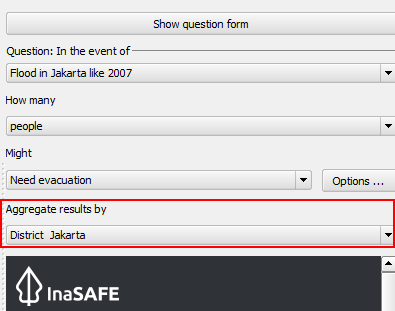 Show question form
Question: In the event of
Flood in Jakarta like 2007
How many
people
Might
Need evacuation
Options ...
Aggregate results by
District Jakarta
InaSAFE